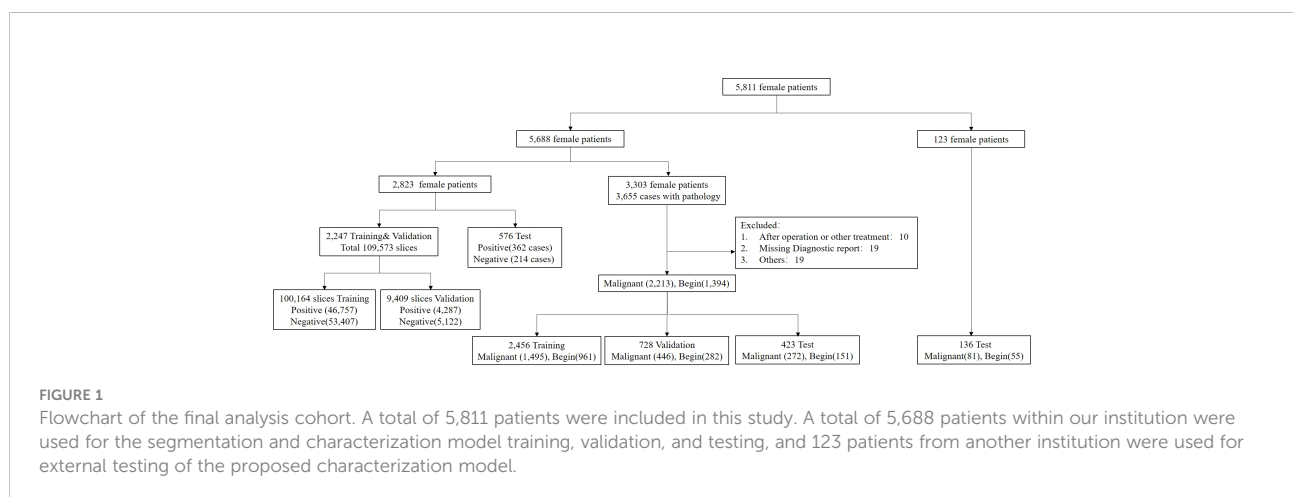 5,811 female patients
5,688 female patients
123 female patients
2,823 female patients
3,303 female patients
3,655 cases with pathology
2,247 Training& Validation
Total 109,573 slices
576 Test
Positive(362 cases)
Negative (214 cases)
Excluded:
1. After operation or other treatment: 10
2. Missing Diagnostic report: 19
3. Others: 19
Malignant (2,213), Begin(1,394)
100,164 slices Training
Positive (46,757)
Negative(53,407)
9,409 slices Validation
Positive (4,287)
Negative(5,122)
2,456 Training
Malignant (1,495), Begin(961)
728 Validation
Malignant (446), Begin(282)
423 Test
Malignant (272), Begin(151)
136 Test
Malignant(81), Begin(55)
FIGURE 1
Flowchart of the final analysis cohort. A total of 5,811 patients were included in this study. A total of 5,688 patients within our institution were
used for the segmentation and characterization model training, validation, and testing, and 123 patients from another institution were used for
external testing of the proposed characterization model.